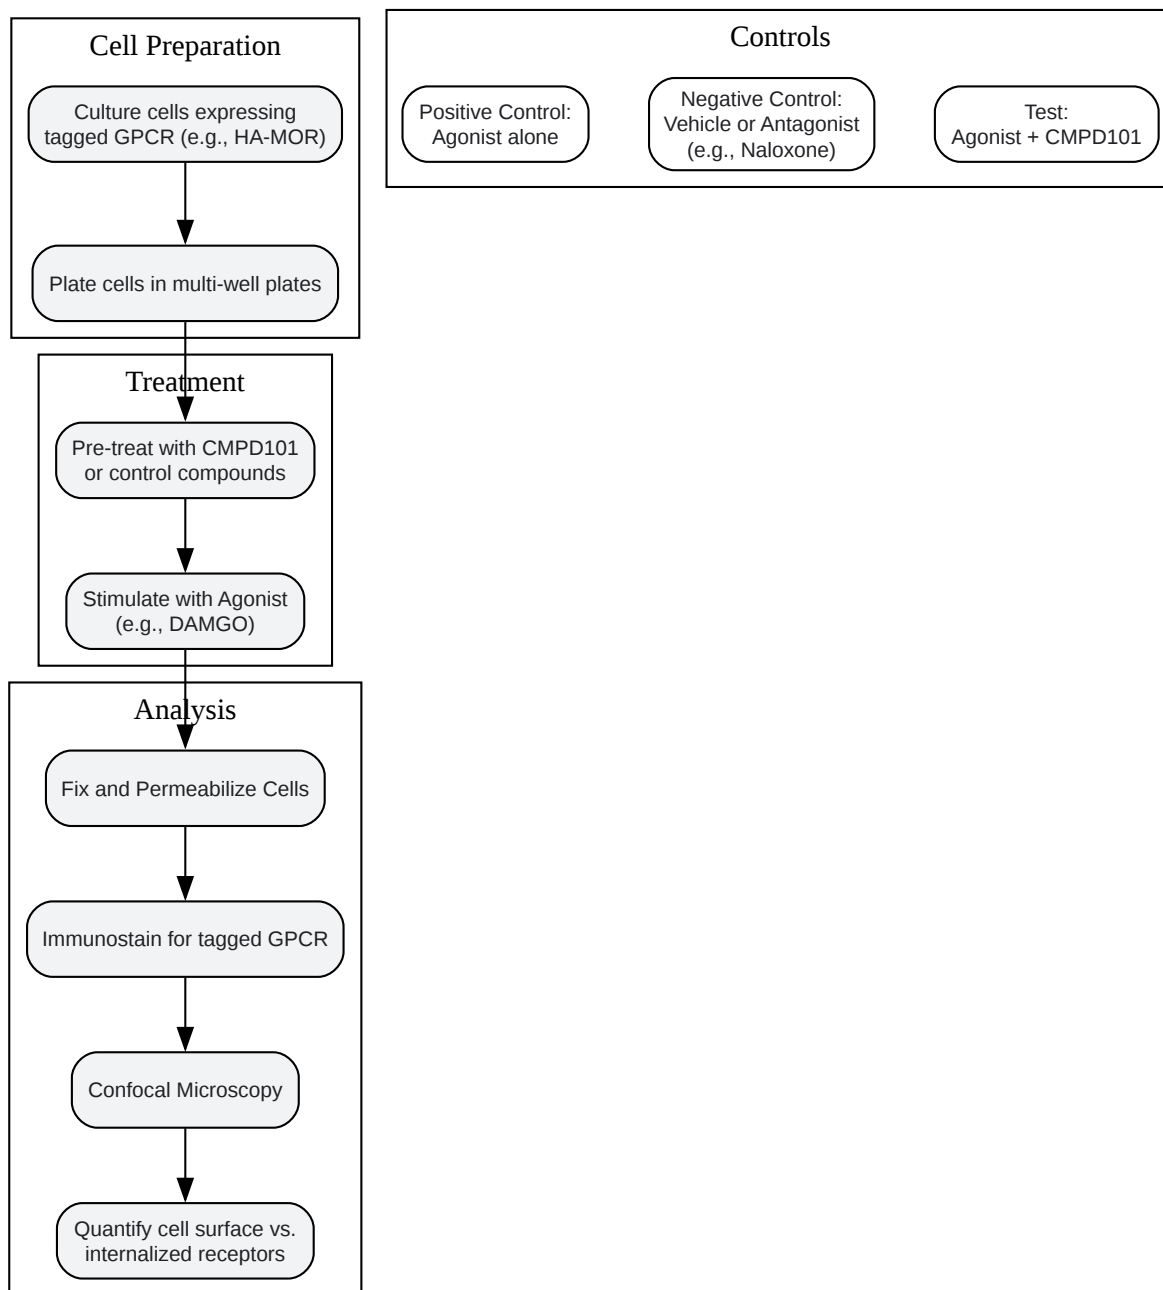 Cell Preparation
Culture cells expressing
tagged GPCR (e.g., HA-MOR)
Plate cells in multi-well plates
Treatment
Pre-treat with CMPD101
or control compounds
Stimulate with Agonist
(e.g., DAMGO)
Analysis
Fix and Permeabilize Cells
Immunostain for tagged GPCR
Confocal Microscopy
Quantify cell surface vs.
internalized receptors
Controls
Positive Control:
Agonist alone
Negative Control:
Vehicle or Antagonist
(e.g., Naloxone)
Test:
Agonist + CMPD101